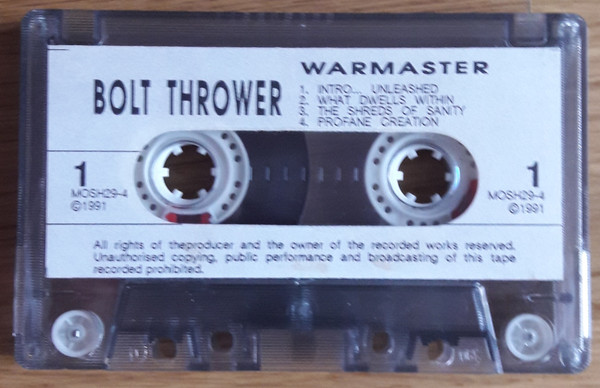 WARMASTER
BOLT THROWER
1. INTRO... UNLEASHED
2. WHAT DWELLS WITHIN
3. THE SHREDS OF SANITY
4. PROFANE CREATION
1
MOSH29-4
©1991
1
MOSH29-4
©1991
All rights of theproducer and the owner of the recorded works reserved.
Unauthorised copying, public performance and broadcasting of this tape
recorded prohibited.